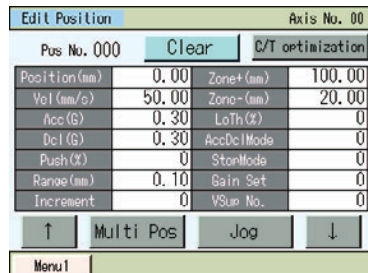 Edit Position Axis No. 00
Pos No. 000 Clear C/T optimization
Position(mm) 0.00 Zone+(mm) 100.00
Vel(mm/s) 50.00 Zone-(mm) 20.00
Acc(G) 0.30 LoTh(%) 0
Dcl(G) 0.30 AccDclMode 0
Push(%) 0 StopMode 0
Range(mm) 0.10 Gain Set 0
Increment 0 VSup No. 0
↑ Multi Pos Jog ↓
Menu1